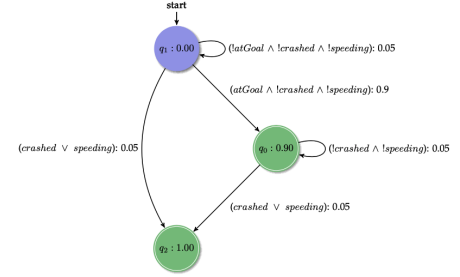 start
q₁ : 0.00
(!atGoal ∧ !crashed ∧ !speeding): 0.05
(atGoal ∧ !crashed ∧ !speeding): 0.9
(crashed ∨ speeding): 0.05
q₀ : 0.90
(!crashed ∧ !speeding): 0.05
(crashed ∨ speeding): 0.05
q₂ : 1.00